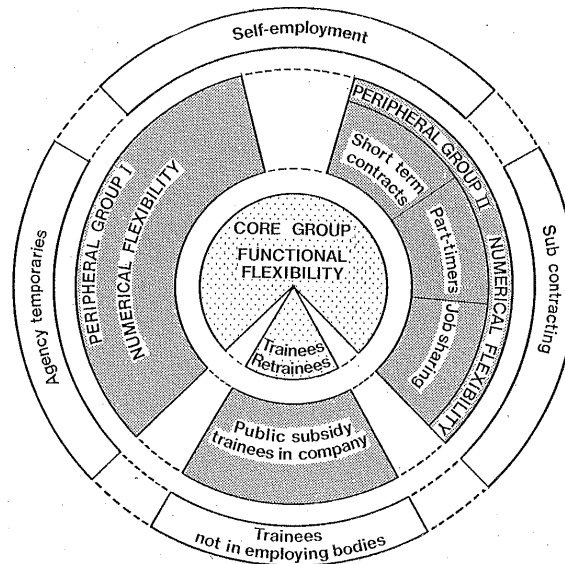 Self-employment
PERIPHERAL GROUP II
Short term
contracts
Part-timers
Job sharing
NUMERICAL FLEXIBILITY
Sub contracting
PERIPHERAL GROUP I
NUMERICAL FLEXIBILITY
Agency temporaries
CORE GROUP
FUNCTIONAL
FLEXIBILITY
Trainees
Retrainees
Public subsidy
trainees in company
Trainees
not in employing bodies